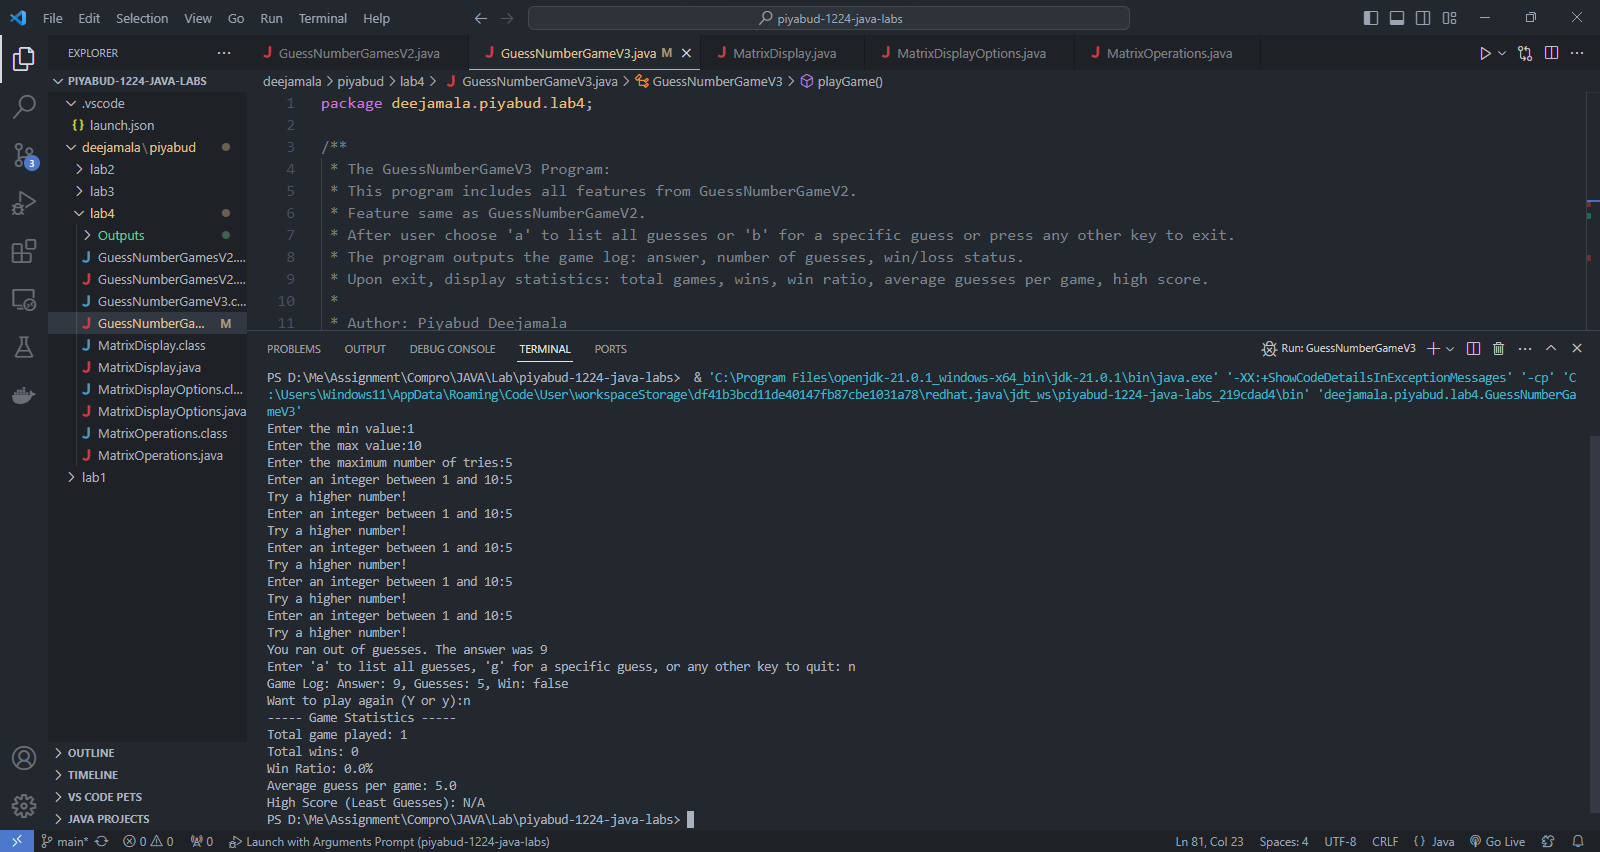 File Edit Selection View Go Run Terminal Help
piyabud-1224-java-labs
EXPLORER
PIYABUD-1224-JAVA-LABS
.vscode
launch.json
deejamala\piyabud
lab2
lab3
lab4
Outputs
GuessNumberGamesV2....
GuessNumberGamesV2....
GuessNumberGameV3.c...
GuessNumberGa... M
MatrixDisplay.class
MatrixDisplay.java
MatrixDisplayOptions.cl...
MatrixDisplayOptions.java
MatrixOperations.class
MatrixOperations.java
lab1
OUTLINE
TIMELINE
VS CODE PETS
JAVA PROJECTS
3
GuessNumberGamesV2.java GuessNumberGameV3.java M MatrixDisplay.java MatrixDisplayOptions.java MatrixOperations.java
deejamala > piyabud > lab4 > GuessNumberGameV3.java > GuessNumberGameV3 > playGame()
1 package deejamala.piyabud.lab4;
2
3 /**
4 * The GuessNumberGameV3 Program:
5 * This program includes all features from GuessNumberGameV2.
6 * Feature same as GuessNumberGameV2.
7 * After user choose 'a' to list all guesses or 'b' for a specific guess or press any other key to exit.
8 * The program outputs the game log: answer, number of guesses, win/loss status.
9 * Upon exit, display statistics: total games, wins, win ratio, average guesses per game, high score.
10 *
11 * Author: Piyabud Deejamala
PROBLEMS OUTPUT DEBUG CONSOLE TERMINAL PORTS
Run: GuessNumberGameV3
PS D:\Me\Assignment\Compro\JAVA\Lab\piyabud-1224-java-labs> & 'C:\Program Files\openjdk-21.0.1_windows-x64_bin\jdk-21.0.1\bin\java.exe' '-XX:+ShowCodeDetailsInExceptionMessages' '-cp' 'C
:\Users\Windows11\AppData\Roaming\Code\User\workspaceStorage\df41b3bcd11de40147fb87cbe1031a78\redhat.java\jdt_ws\piyabud-1224-java-labs_219cdad4\bin' 'deejamala.piyabud.lab4.GuessNumberGa
meV3'
Enter the min value:1
Enter the max value:10
Enter the maximum number of tries:5
Enter an integer between 1 and 10:5
Try a higher number!
Enter an integer between 1 and 10:5
Try a higher number!
Enter an integer between 1 and 10:5
Try a higher number!
Enter an integer between 1 and 10:5
Try a higher number!
Enter an integer between 1 and 10:5
Try a higher number!
You ran out of guesses. The answer was 9
Enter 'a' to list all guesses, 'g' for a specific guess, or any other key to quit: n
Game Log: Answer: 9, Guesses: 5, Win: false
Want to play again (Y or y):n
----- Game Statistics -----
Total game played: 1
Total wins: 0
Win Ratio: 0.0%
Average guess per game: 5.0
High Score (Least Guesses): N/A
PS D:\Me\Assignment\Compro\JAVA\Lab\piyabud-1224-java-labs>
main* 0 0 0 Launch with Arguments Prompt (piyabud-1224-java-labs) Ln 81, Col 23 Spaces: 4 UTF-8 CRLF {} Java Go Live